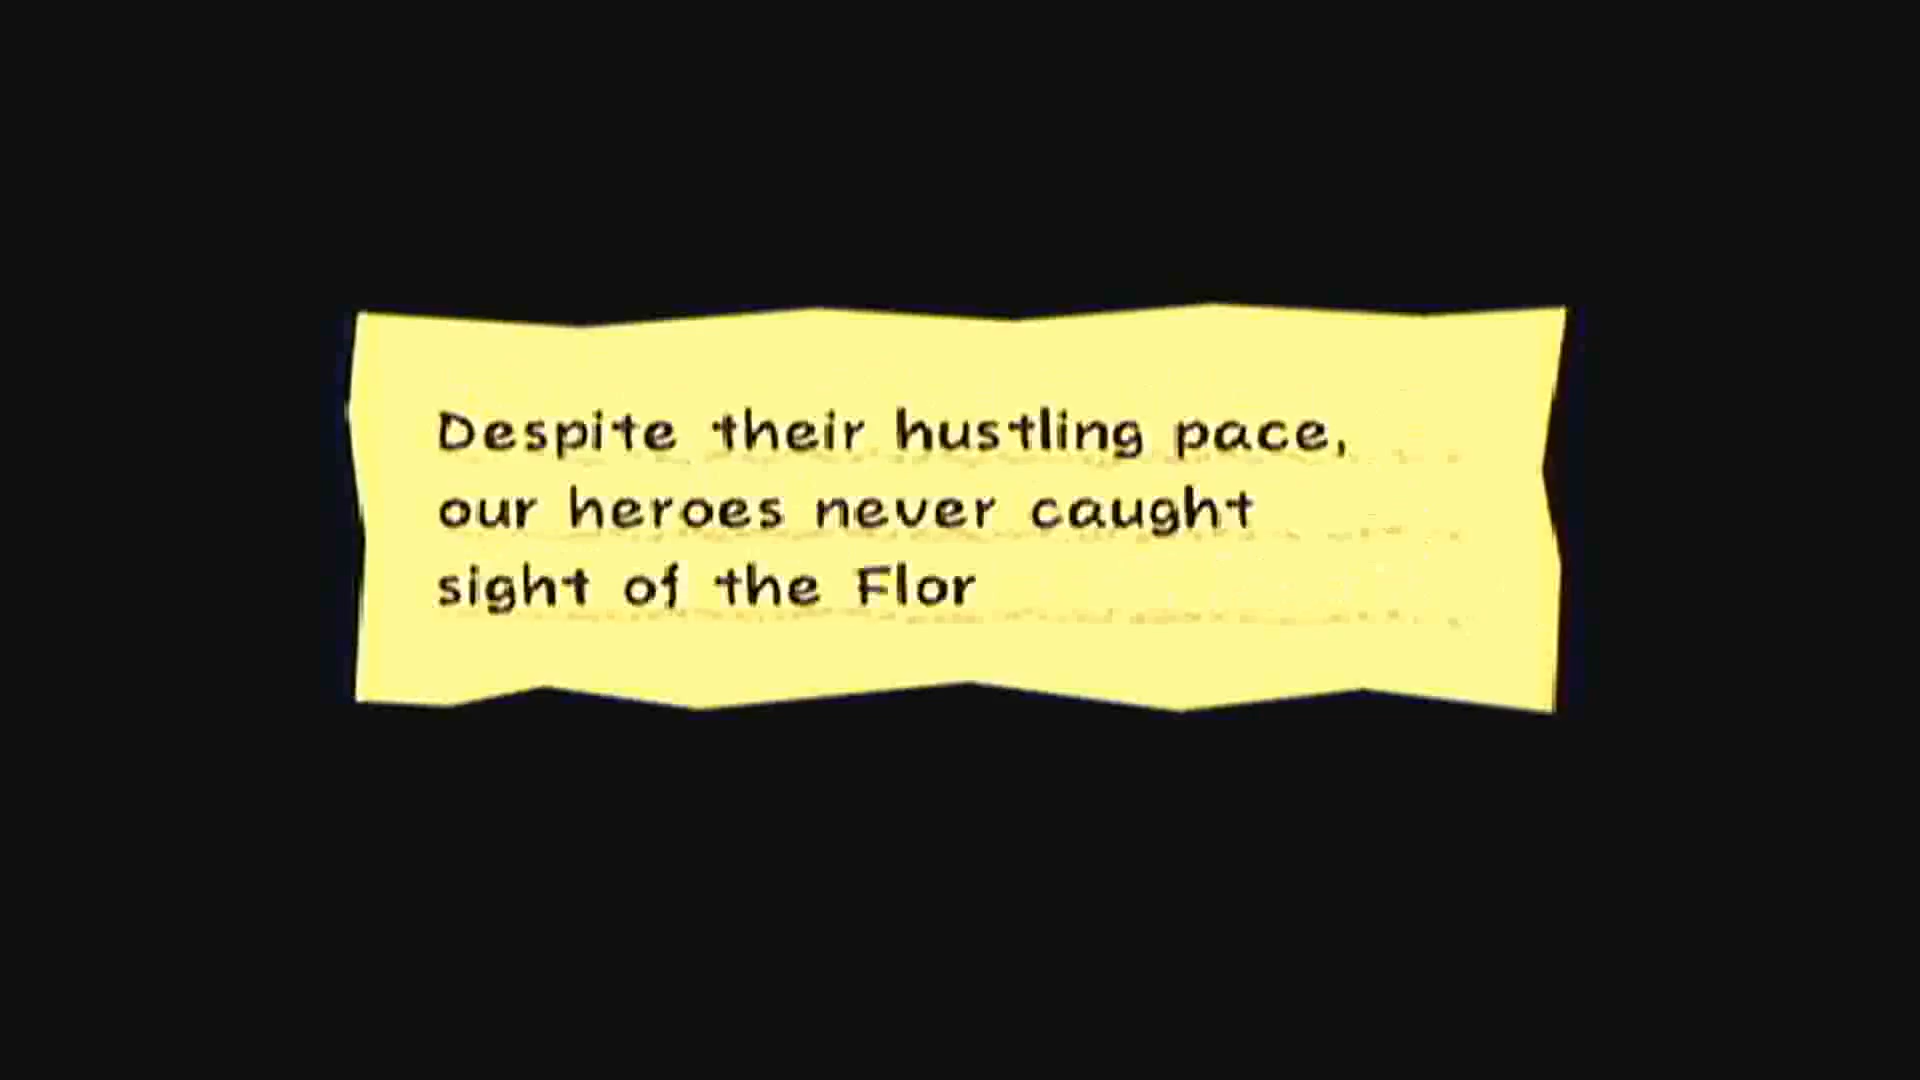 Despite their hustling pace,
our heroes never caught
sight of the Flor